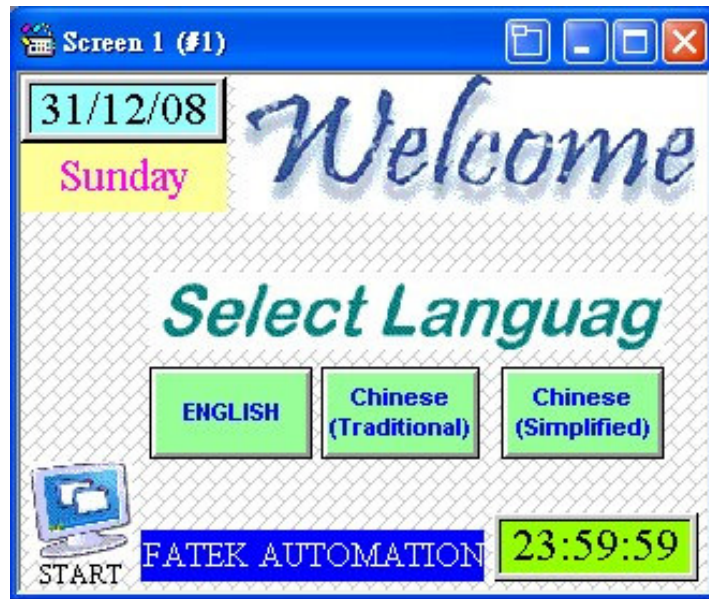 Screen 1 (#1)
31/12/08
Welcome
Sunday
Select Languag
ENGLISH
Chinese
(Traditional)
Chinese
(Simplified)
START
FATEK AUTOMATION
23:59:59